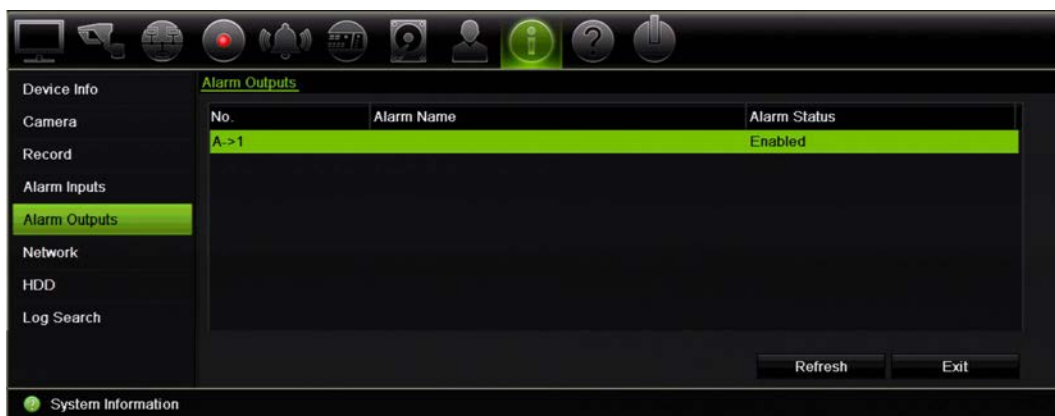 Device Info
Camera
Record
Alarm Inputs
Alarm Outputs
Network
HDD
Log Search
Alarm Outputs
No. Alarm Name Alarm Status
A->1 Enabled
Refresh Exit
System Information